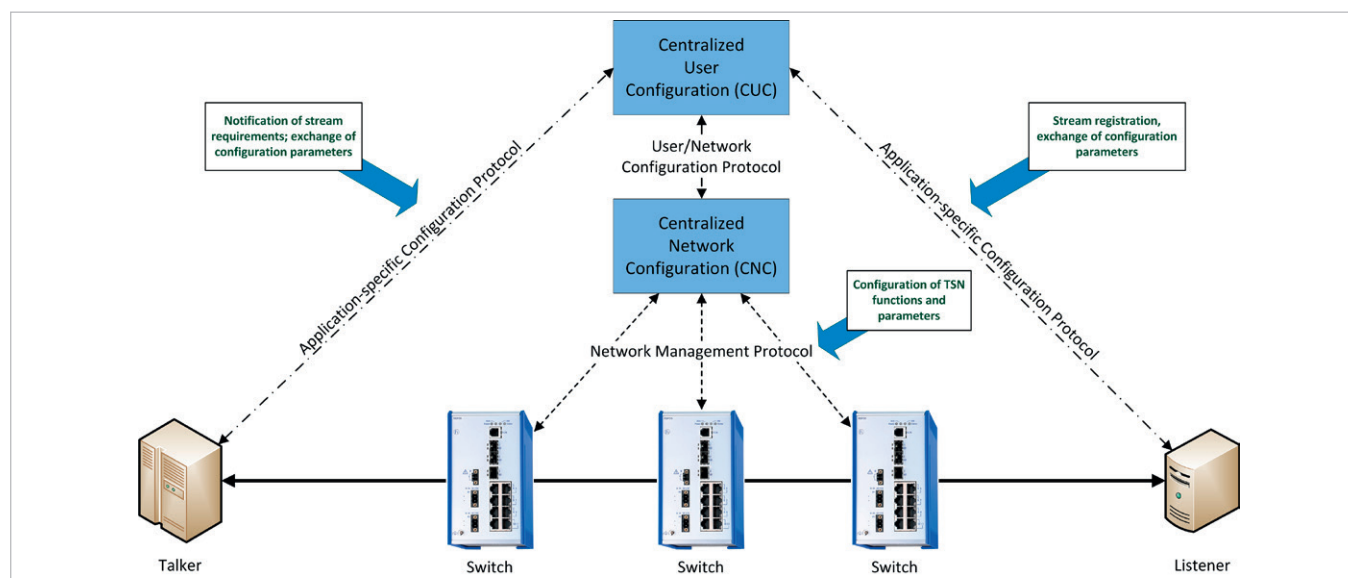 Centralized
User
Configuration (CUC)
Notification of stream
requirements; exchange of
configuration parameters
Stream registration,
exchange of configuration
parameters
User/Network
Configuration Protocol
Application-specific Configuration Protocol
Application-specific Configuration Protocol
Centralized
Network
Configuration (CNC)
Configuration of TSN
functions and
parameters
Network Management Protocol
Talker
Switch
Switch
Switch
Listener